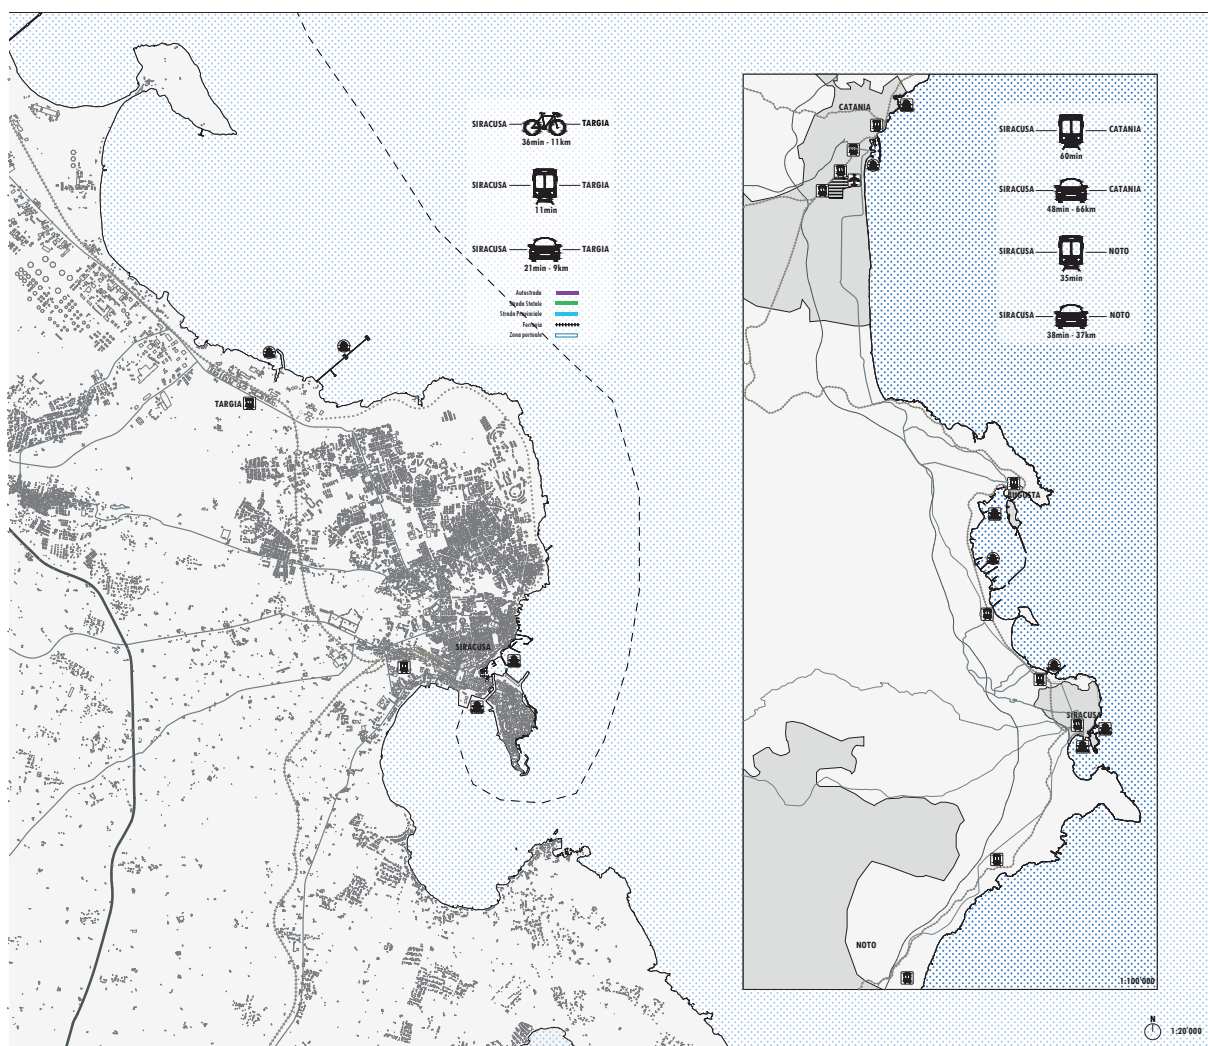 SIRACUSA TARGIA
36min - 11km
SIRACUSA TARGIA
11min
SIRACUSA TARGIA
21min - 9km
Autostrada
Strada Statale
Strada Provinciale
Ferrovia
Zona portuale
TARGIA
SIRACUSA
CATANIA
SIRACUSA CATANIA
60min
SIRACUSA CATANIA
48min - 66km
SIRACUSA NOTO
35min
SIRACUSA NOTO
38min - 37km
AUGUSTA
SIRACUSA
NOTO
1:100'000
N
1:20'000